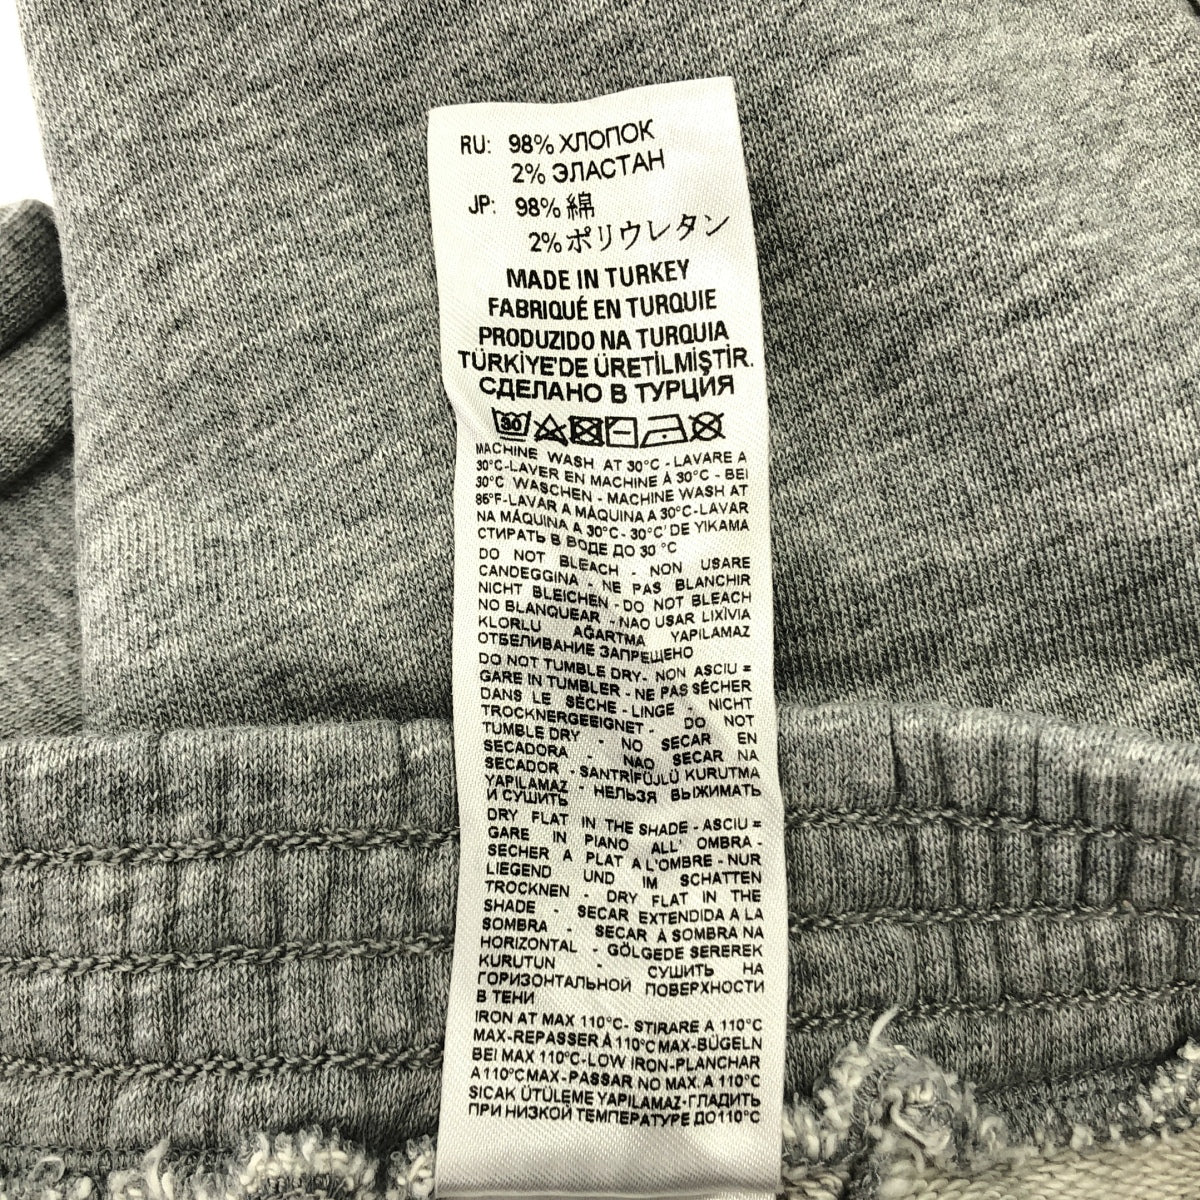 RU: 98% ХЛОПОК
2% ЭЛАСТАН
JP: 98% 綿
2% ポリウレタン
MADE IN TURKEY
FABRIQUÉ EN TURQUIE
PRODUZIDO NA TURQUIA
TÜRKİYE'DE ÜRETİLMİŞTİR.
СДЕЛАНО В ТУРЦИЯ
30
MACHINE WASH AT 30°C - LAVARE A
30°C-LAVER EN MACHINE À 30°C - BEI
30°C WASCHEN - MACHINE WASH AT
86°F-LAVAR A MÁQUINA A 30°C-LAVAR
NA MÁQUINA A 30°C- 30°C'DE YIKAMA
СТИРАТЬ В ВОДЕ ДО 30 °C
DO NOT BLEACH - NON USARE
CANDEGGINA - NE PAS BLANCHIR
NICHT BLEICHEN - DO NOT BLEACH
NO BLANQUEAR - NAO USAR LIXÍVIA
KLORLU AĞARTMA YAPILAMAZ
ОТБЕЛИВАНИЕ ЗАПРЕЩЕНО
DO NOT TUMBLE DRY- NON ASCIU =
GARE IN TUMBLER - NE PAS SÉCHER
DANS LE SÈCHE - LINGE - NICHT
TROCKNERGEEIGNET - DO NOT
TUMBLE DRY - NO SECAR EN
SECADORA - NAO SECAR NA
SECADOR - SANTRİFÜJLÜ KURUTMA
YAPILAMAZ - НЕЛЬЗЯ ВЫЖИМАТЬ
И СУШИТЬ
DRY FLAT IN THE SHADE - ASCIU =
GARE IN PIANO ALL' OMBRA -
SÉCHER A PLAT A L'OMBRE - NUR
LIEGEND UND IM SCHATTEN
TROCKNEN - DRY FLAT IN THE
SHADE - SECAR EXTENDIDA A LA
SOMBRA - SECAR À SOMBRA NA
HORIZONTAL - GÖLGEDE SEREREK
KURUTUN - СУШИТЬ НА
ГОРИЗОНТАЛЬНОЙ ПОВЕРХНОСТИ
В ТЕНИ
IRON AT MAX 110°C- STIRARE A 110°C
MAX-REPASSER À 110°C MAX-BÜGELN
BEI MAX 110°C-LOW IRON-PLANCHAR
A 110°C MAX-PASSAR NO MAX. A 110°C
SICAK ÜTÜLEME YAPILAMAZ-ГЛАДИТЬ
ПРИ НИЗКОЙ ТЕМПЕРАТУРЕ ДО110°C